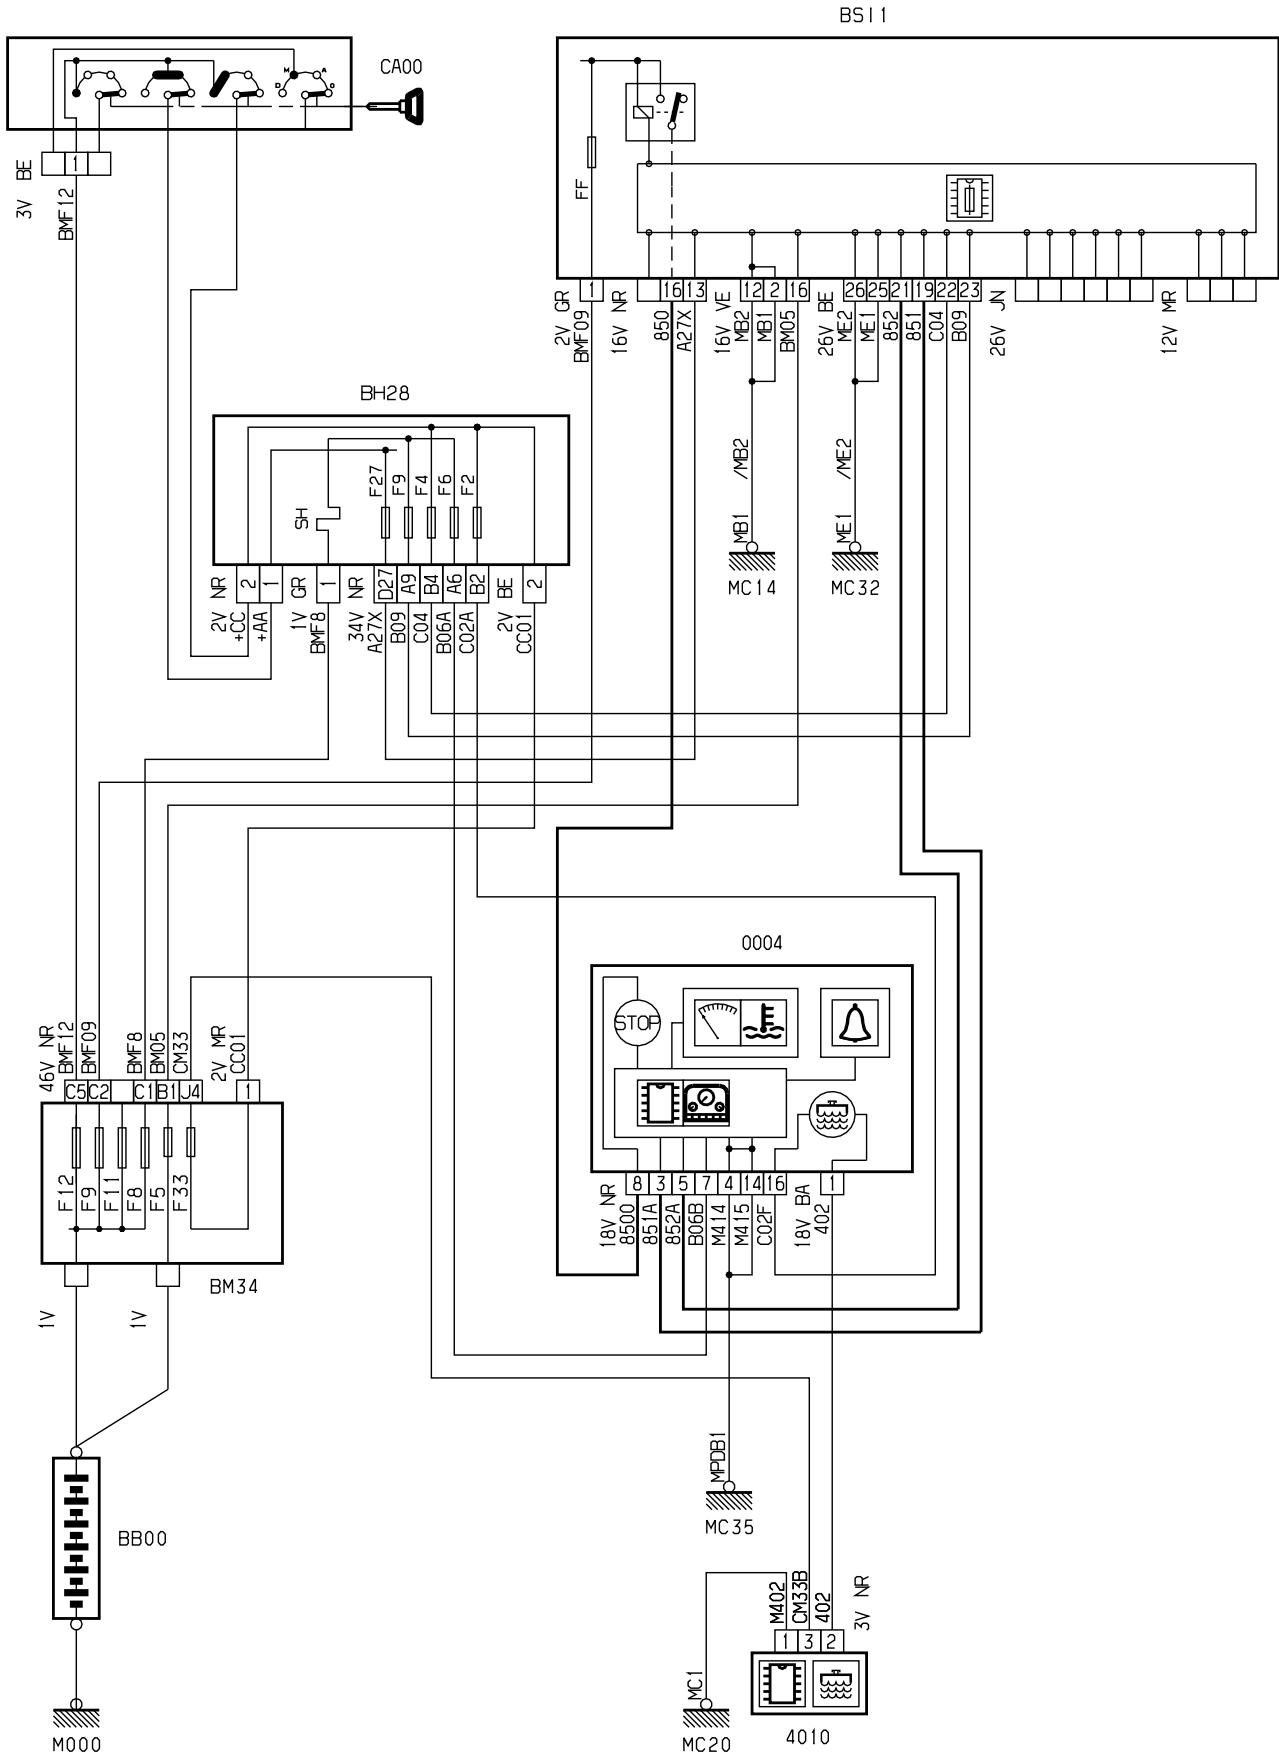 BSI1
CA00
M
A
D
3V BE
1
BMF12
FF
1
16
13
12
2
16
26
25
21
19
22
23
2V GR
BMF09
16V NR
850
A27X
16V VE
MB2
MB1
BM05
26V BE
ME2
ME1
852
851
C04
B09
26V JN
12V MR
BH28
/MB2
/ME2
MB1
ME1
MC14
MC32
SH
F27
F9
F4
F6
F2
2
1
1
D27
A9
B4
A6
B2
2
2V NR
+CC
+AA
1V GR
BMF8
34V NR
A27X
B09
C04
B06A
C02A
2V BE
CC01
0004
STOP
46V NR
BMF12
BMF09
BMF8
BM05
CM33
2V MR
CC01
C5
C2
C1
B1
J4
1
F12
F9
F11
F8
F5
F33
BM34
1V
1V
8
3
5
7
4
14
16
1
18V NR
8500
851A
852A
B06B
M414
M415
C02F
18V BA
402
MPDB1
MC35
BB00
M000
M402
CM33B
402
3V NR
1
3
2
MC1
MC20
4010